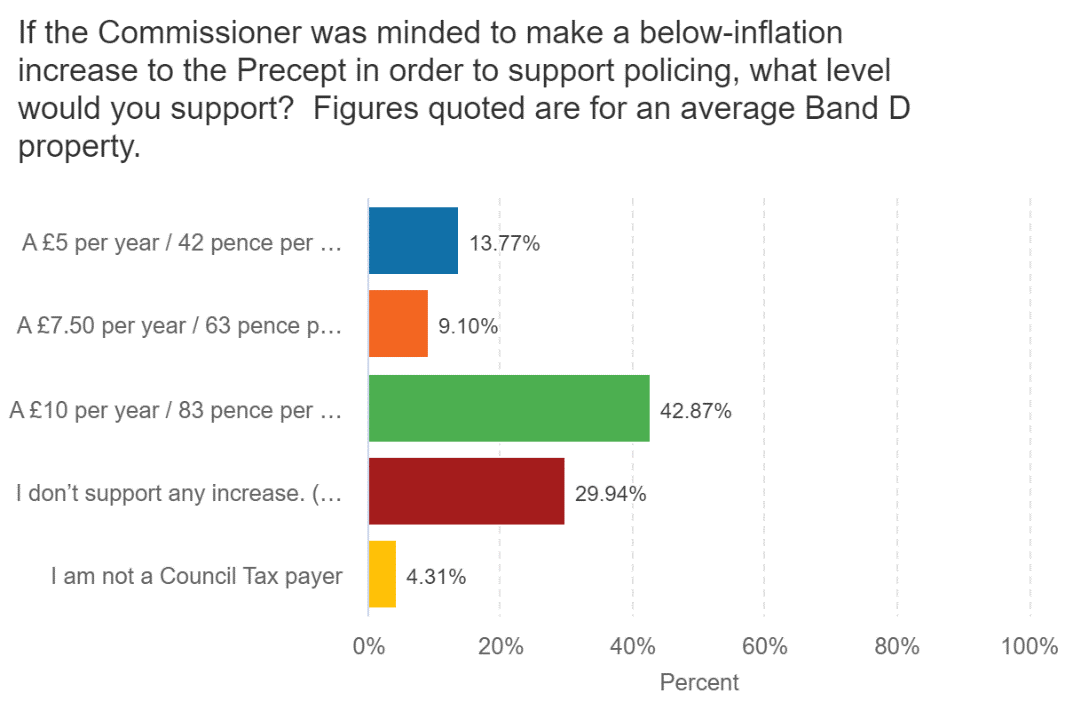 If the Commissioner was minded to make a below-inflation
increase to the Precept in order to support policing, what level
would you support?  Figures quoted are for an average Band D
property.
A £5 per year / 42 pence per …
13.77%
A £7.50 per year / 63 pence p…
9.10%
A £10 per year / 83 pence per …
42.87%
I don’t support any increase. (…
29.94%
I am not a Council Tax payer
4.31%
0%
20%
40%
60%
80%
100%
Percent